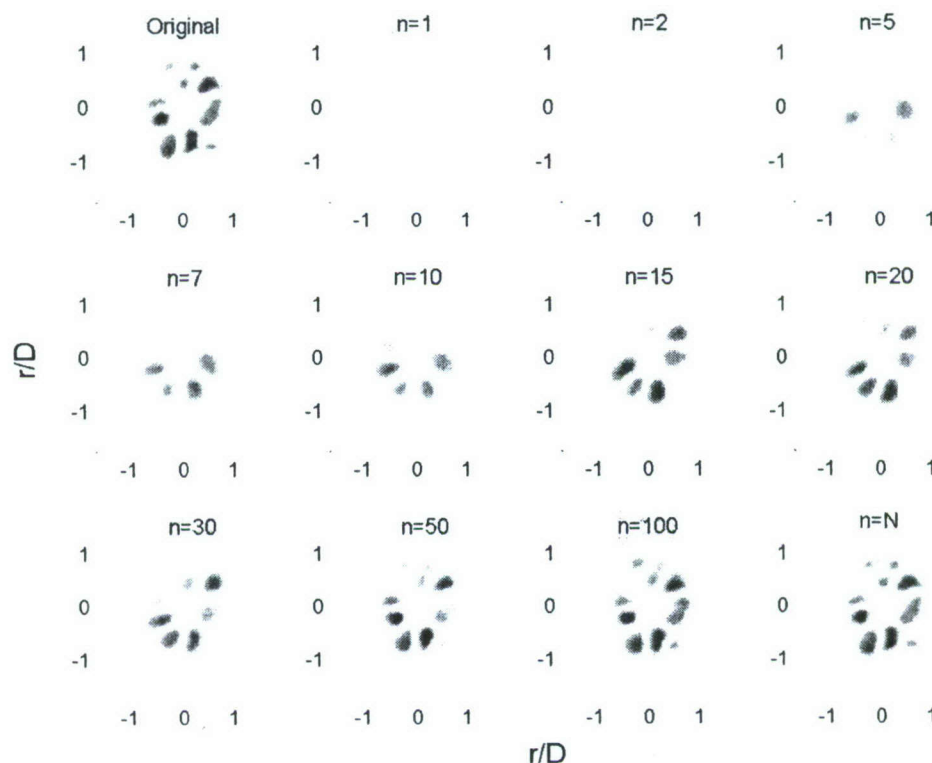 Original n=1 n=2 n=5
1 1 1 1
0 0 0 0
-1 -1 -1 -1
-1 0 1 -1 0 1 -1 0 1 -1 0 1
n=7 n=10 n=15 n=20
1 1 1 1
r/D
0 0 0 0
-1 -1 -1 -1
-1 0 1 -1 0 1 -1 0 1 -1 0 1
n=30 n=50 n=100 n=N
1 1 1 1
0 0 0 0
-1 -1 -1 -1
-1 0 1 -1 0 1 -1 0 1 -1 0 1
r/D